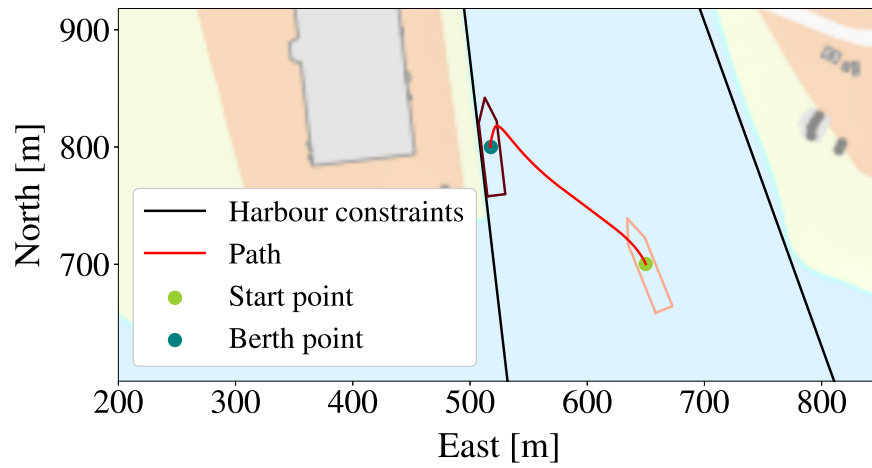 900
800
700
North [m]
Harbour constraints
Path
Start point
Berth point
200 300 400 500 600 700 800
East [m]